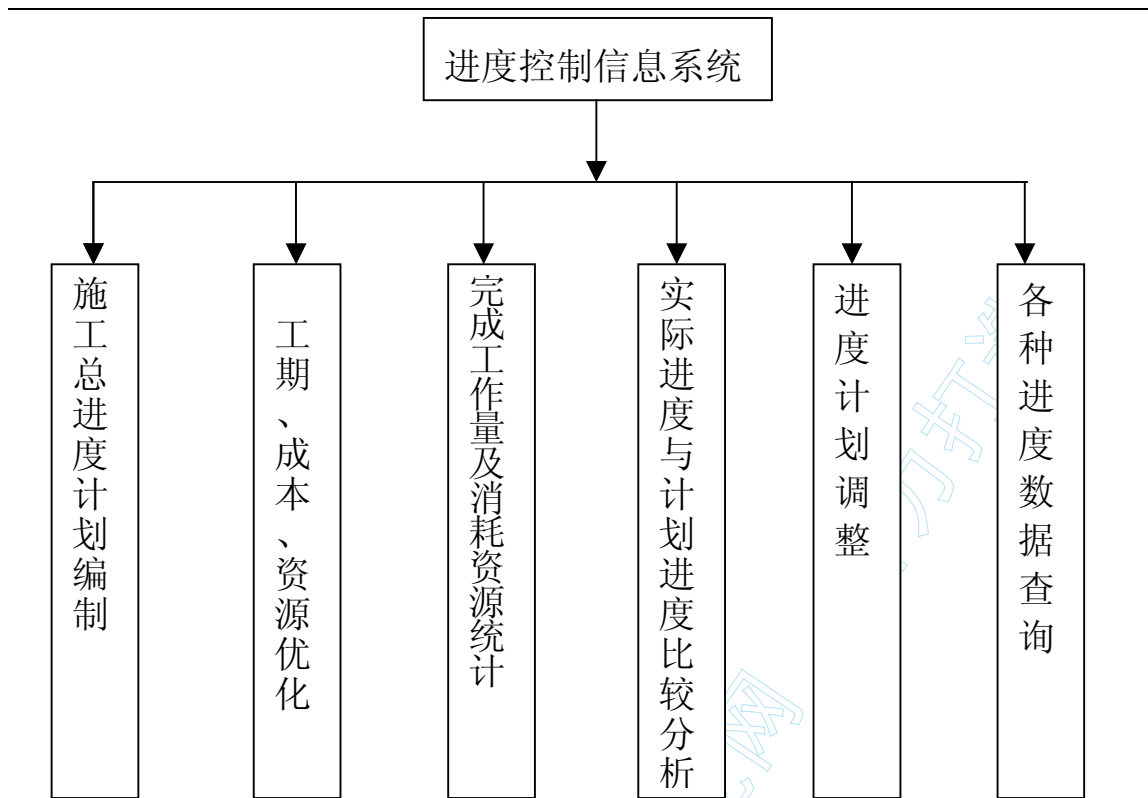 进度控制信息系统
施工总进度计划编制
工期、成本、资源优化
完成工作量及消耗资源统计
实际进度与计划进度比较分析
进度计划调整
各种进度数据查询